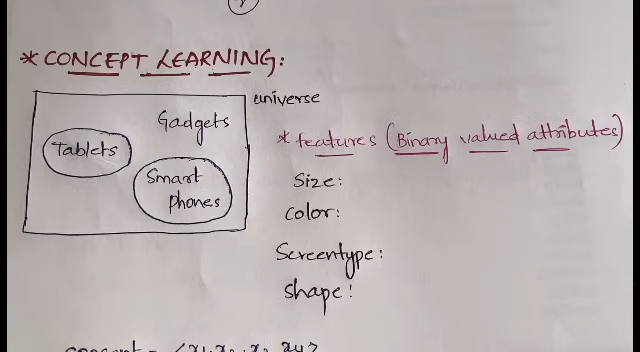 * CONCEPT LEARNING:
universe
Gadgets
Tablets
Smart
phones
* features (Binary valued attributes)
Size:
color:
Screentype:
shape: